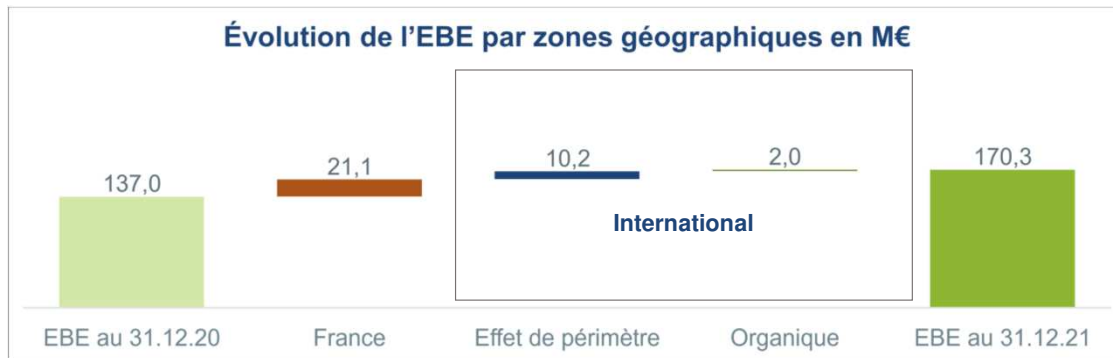 Évolution de l'EBE par zones géographiques en M€
137,0
21,1
10,2
2,0
170,3
International
EBE au 31.12.20
France
Effet de périmètre
Organique
EBE au 31.12.21